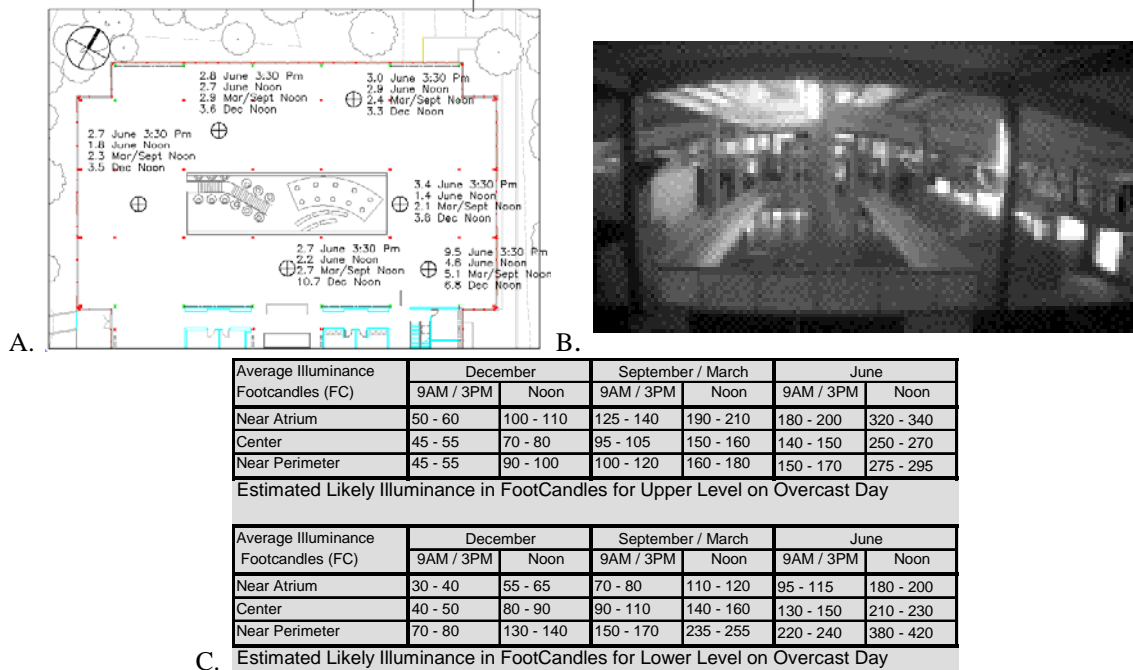 2.8 June 3:30 Pm
2.7 June Noon
2.9 Mar/Sept Noon
3.6 Dec Noon
3.0 June 3:30 Pm
2.9 June Noon
2.4 Mar/Sept Noon
3.3 Dec Noon
2.7 June 3:30 Pm
1.8 June Noon
2.3 Mar/Sept Noon
3.5 Dec Noon
3.4 June 3:30 Pm
1.4 June Noon
2.1 Mar/Sept Noon
3.8 Dec Noon
2.7 June 3:30 Pm
2.2 June Noon
2.7 Mar/Sept Noon
10.7 Dec Noon
9.5 June 3:30 Pm
4.8 June Noon
5.1 Mar/Sept Noon
6.8 Dec Noon
A. B.
Average Illuminance December September / March June
Footcandles (FC) 9AM / 3PM Noon 9AM / 3PM Noon 9AM / 3PM Noon
Near Atrium 50 - 60 100 - 110 125 - 140 190 - 210 180 - 200 320 - 340
Center 45 - 55 70 - 80 95 - 105 150 - 160 140 - 150 250 - 270
Near Perimeter 45 - 55 90 - 100 100 - 120 160 - 180 150 - 170 275 - 295
Estimated Likely Illuminance in FootCandles for Upper Level on Overcast Day
Average Illuminance December September / March June
Footcandles (FC) 9AM / 3PM Noon 9AM / 3PM Noon 9AM / 3PM Noon
Near Atrium 30 - 40 55 - 65 70 - 80 110 - 120 95 - 115 180 - 200
Center 40 - 50 80 - 90 90 - 110 140 - 160 130 - 150 210 - 230
Near Perimeter 70 - 80 130 - 140 150 - 170 235 - 255 220 - 240 380 - 420
C. Estimated Likely Illuminance in FootCandles for Lower Level on Overcast Day